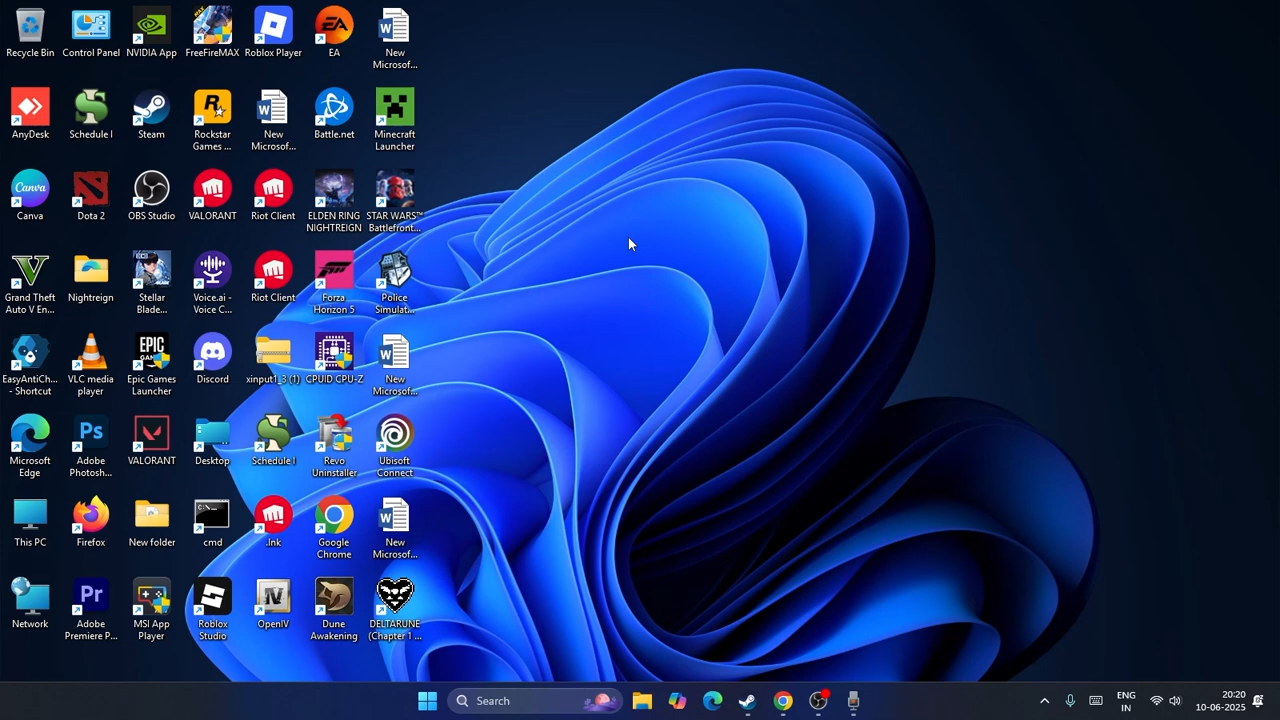 Recycle Bin
Control Panel
NVIDIA App
FreeFireMAX
Roblox Player
EA
New
Microsof...
AnyDesk
Schedule I
Steam
Rockstar
Games ...
New
Microsof...
Battle.net
Minecraft
Launcher
Canva
Dota 2
OBS Studio
VALORANT
Riot Client
ELDEN RING
NIGHTREIGN
STAR WARS™
Battlefront...
Grand Theft
Auto V En...
Nightreign
Stellar
Blade...
Voice.ai -
Voice C...
Riot Client
Forza
Horizon 5
Police
Simulat...
EasyAntiCh...
- Shortcut
VLC media
player
Epic Games
Launcher
Discord
xinput1_3 (1)
CPUID CPU-Z
New
Microsof...
Microsoft
Edge
Adobe
Photosh...
VALORANT
Desktop
Schedule I
Revo
Uninstaller
Ubisoft
Connect
This PC
Firefox
New folder
cmd
.lnk
Google
Chrome
New
Microsof...
Network
Adobe
Premiere P...
MSI App
Player
Roblox
Studio
OpenIV
Dune
Awakening
DELTARUNE
(Chapter 1 ...
Search
ENG
IN
20:20
10-06-2025